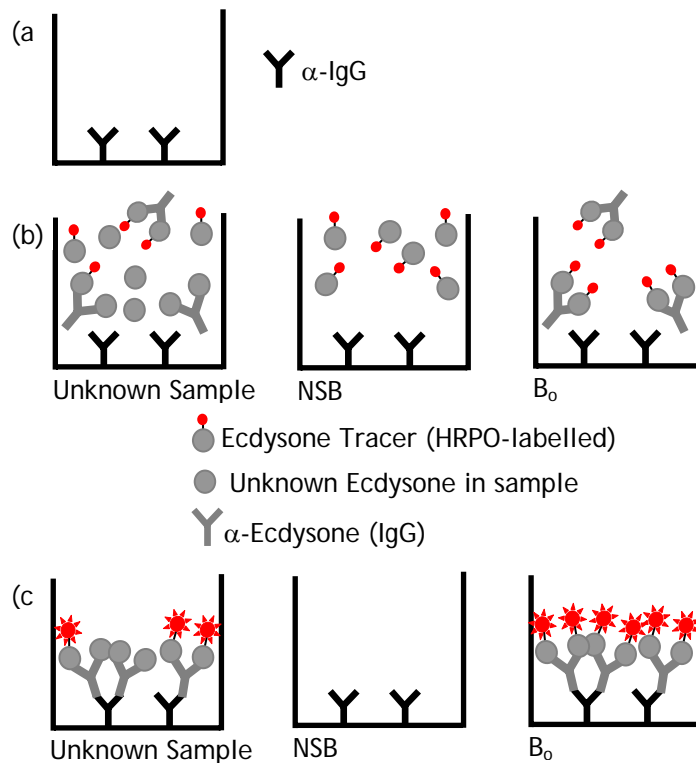 (a
α-IgG
(b)
Unknown Sample
NSB
Bo
Ecdysone Tracer (HRPO-labelled)
Unknown Ecdysone in sample
α-Ecdysone (IgG)
(c
Unknown Sample
NSB
Bo